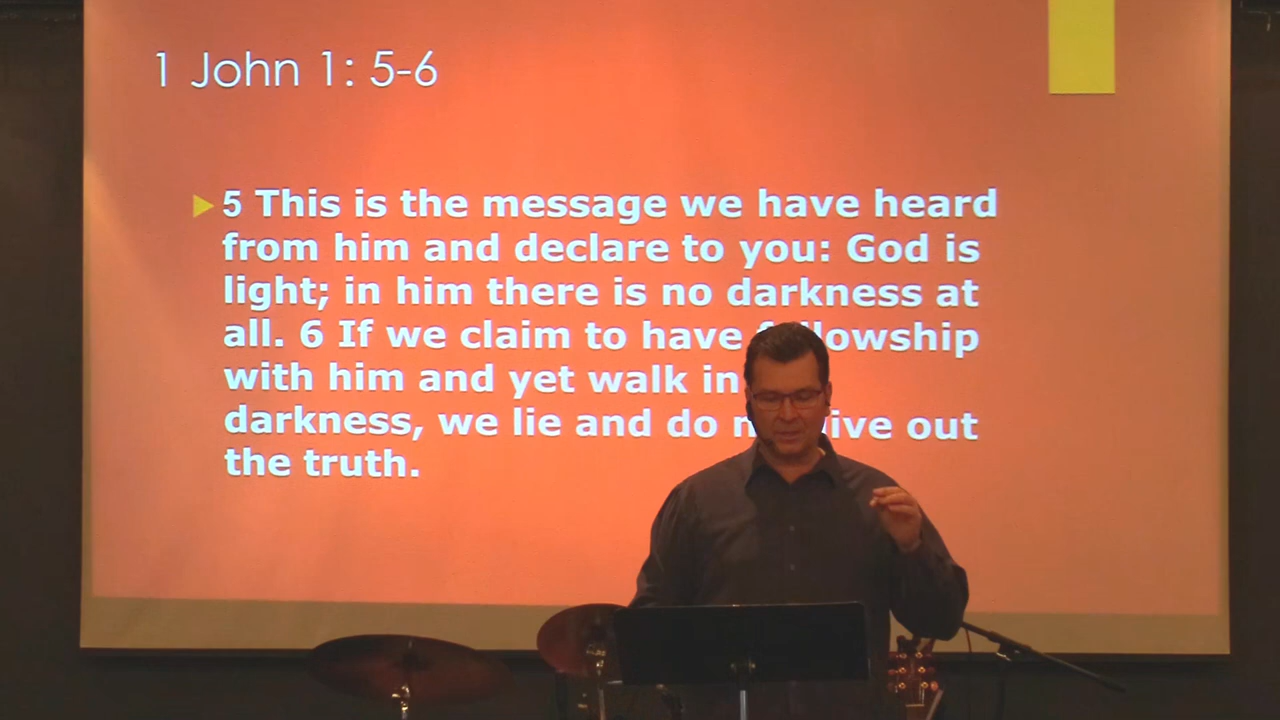 1 John 1: 5-6
5 This is the message we have heard
from him and declare to you: God is
light; in him there is no darkness at
all. 6 If we claim to have fellowship
with him and yet walk in
darkness, we lie and do out
the truth.